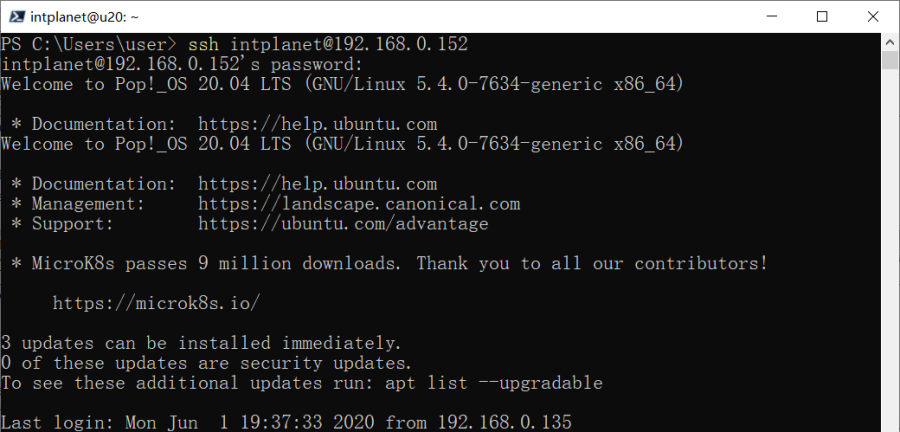 intplanet@u20: ~
PS C:\Users\user> ssh intplanet@192.168.0.152
intplanet@192.168.0.152's password:
Welcome to Pop!_OS 20.04 LTS (GNU/Linux 5.4.0-7634-generic x86_64)

 * Documentation:  https://help.ubuntu.com
Welcome to Pop!_OS 20.04 LTS (GNU/Linux 5.4.0-7634-generic x86_64)

 * Documentation:  https://help.ubuntu.com
 * Management:     https://landscape.canonical.com
 * Support:        https://ubuntu.com/advantage

 * MicroK8s passes 9 million downloads. Thank you to all our contributors!

     https://microk8s.io/

3 updates can be installed immediately.
0 of these updates are security updates.
To see these additional updates run: apt list --upgradable

Last login: Mon Jun  1 19:37:33 2020 from 192.168.0.135